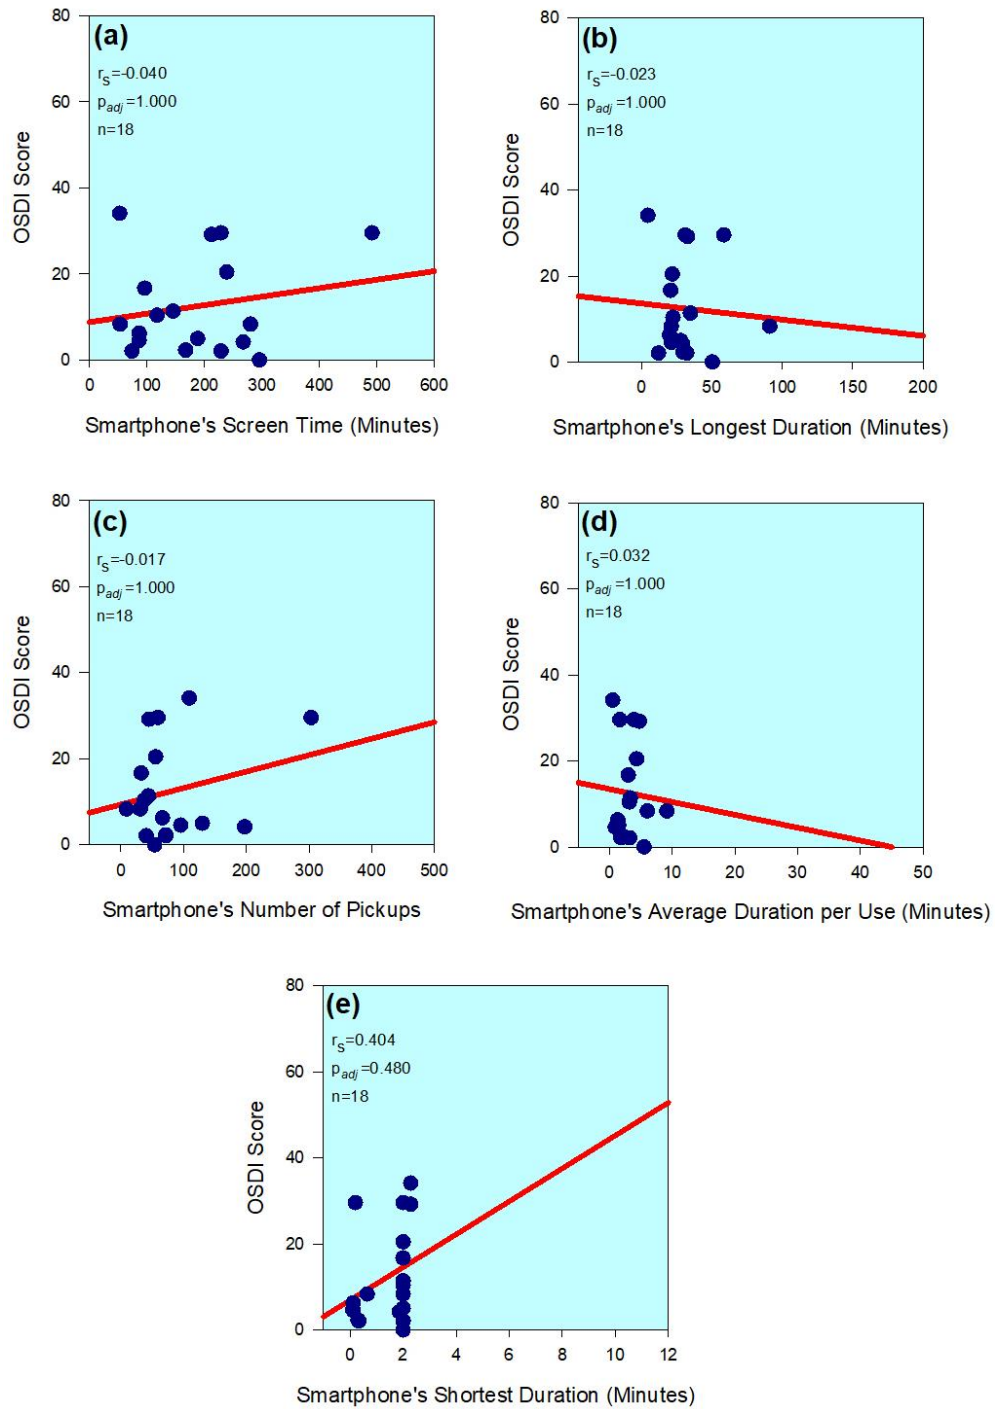 (a)
rs=-0.040
padj=1.000
n=18
OSDI Score
80
60
40
20
0
0 100 200 300 400 500 600
Smartphone's Screen Time (Minutes)
(b)
rs=-0.023
padj=1.000
n=18
OSDI Score
80
60
40
20
0
0 50 100 150 200
Smartphone's Longest Duration (Minutes)
(c)
rs=-0.017
padj=1.000
n=18
OSDI Score
80
60
40
20
0
0 100 200 300 400 500
Smartphone's Number of Pickups
(d)
rs=0.032
padj=1.000
n=18
OSDI Score
80
60
40
20
0
0 10 20 30 40 50
Smartphone's Average Duration per Use (Minutes)
(e)
rs=0.404
padj=0.480
n=18
OSDI Score
80
60
40
20
0
0 2 4 6 8 10 12
Smartphone's Shortest Duration (Minutes)